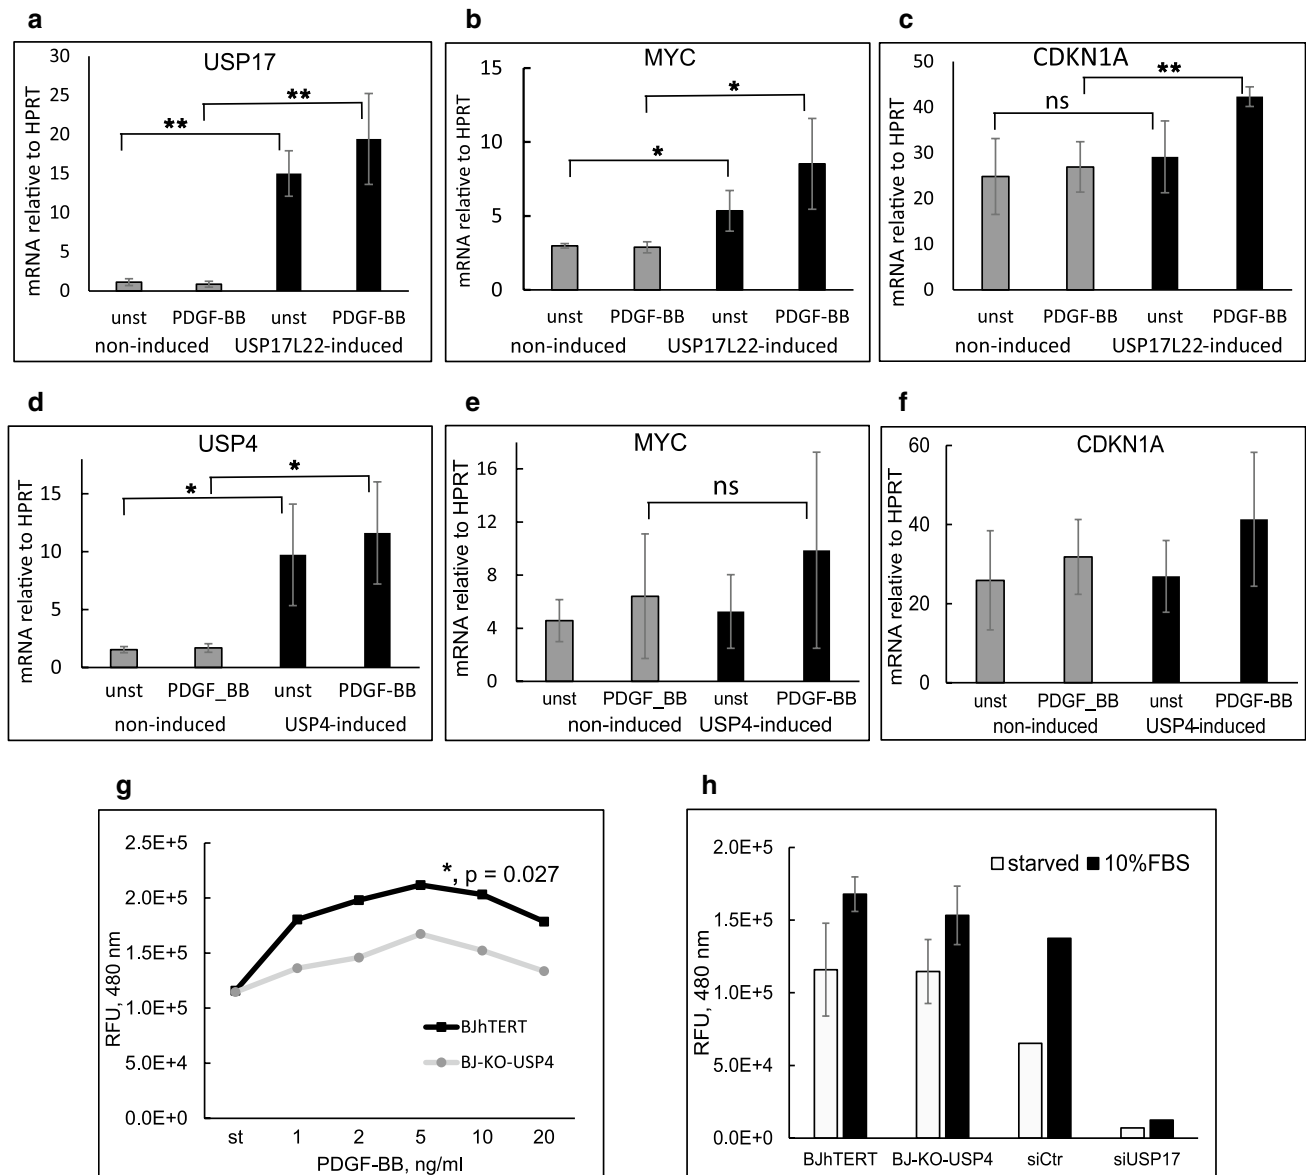 a
USP17
mRNA relative to HPRT
30
25
20
15
10
5
0
**
**
unst PDGF-BB unst PDGF-BB
non-induced USP17L22-induced
b
MYC
mRNA relative to HPRT
15
10
5
0
*
*
unst PDGF-BB unst PDGF-BB
non-induced USP17L22-induced
c
CDKN1A
mRNA relative to HPRT
50
40
30
20
10
0
ns
**
unst PDGF-BB unst PDGF-BB
non-induced USP17L22-induced
d
USP4
mRNA relative to HPRT
15
10
5
0
*
*
unst PDGF_BB unst PDGF-BB
non-induced USP4-induced
e
MYC
mRNA relative to HPRT
16
12
8
4
0
ns
unst PDGF_BB unst PDGF-BB
non-induced USP4-induced
f
CDKN1A
mRNA relative to HPRT
60
40
20
0
unst PDGF_BB unst PDGF-BB
non-induced USP4-induced
g
RFU, 480 nm
2.5E+5
2.0E+5
1.5E+5
1.0E+5
5.0E+4
0.0E+0
*, p = 0.027
BJhTERT
BJ-KO-USP4
st 1 2 5 10 20
PDGF-BB, ng/ml
h
RFU, 480 nm
2.0E+5
1.5E+5
1.0E+5
5.0E+4
0.0E+0
starved 10%FBS
BJhTERT BJ-KO-USP4 siCtr siUSP17